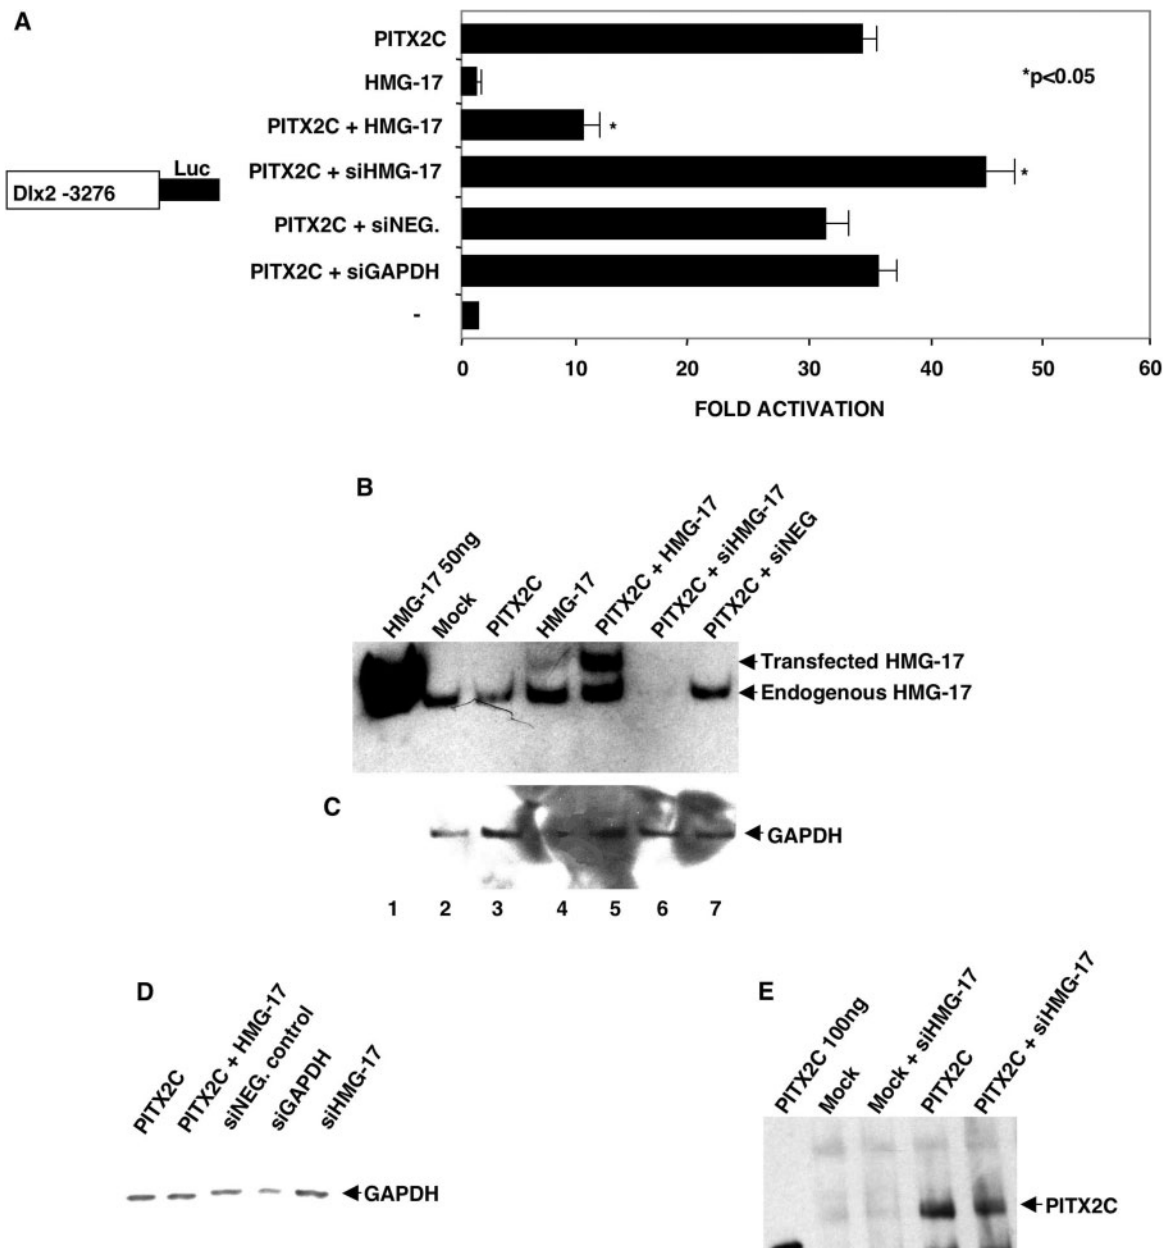 A
PITX2C
HMG-17
*p<0.05
PITX2C + HMG-17
*
Luc
Dlx2 -3276
PITX2C + siHMG-17
*
PITX2C + siNEG.
PITX2C + siGAPDH
-
0 10 20 30 40 50 60
FOLD ACTIVATION
B
HMG-17 50ng
Mock
PITX2C
HMG-17
PITX2C + HMG-17
PITX2C + siHMG-17
PITX2C + siNEG
Transfected HMG-17
Endogenous HMG-17
C
GAPDH
1 2 3 4 5 6 7
D
PITX2C
PITX2C + HMG-17
siNEG. control
siGAPDH
siHMG-17
GAPDH
E
PITX2C 100ng
Mock
Mock + siHMG-17
PITX2C
PITX2C + siHMG-17
PITX2C